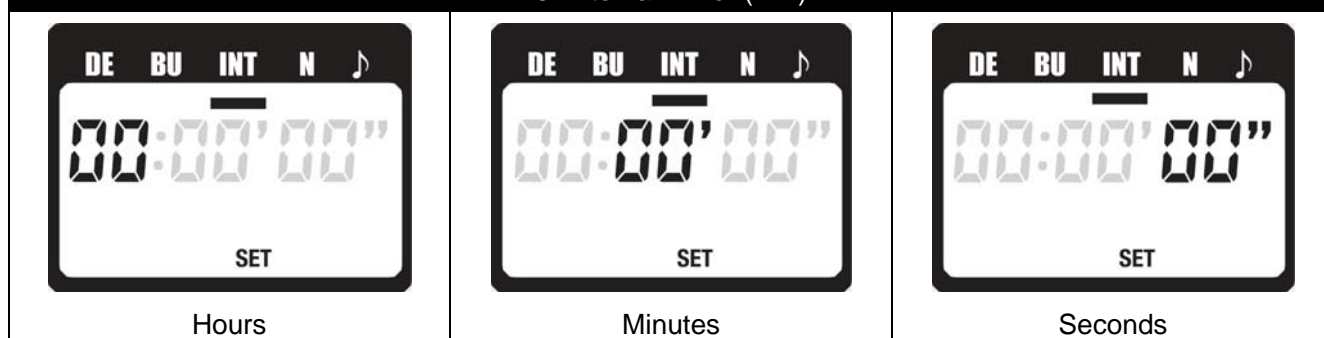 DE BU INT N ♪
00:00’ 00”
SET
Hours
DE BU INT N ♪
00:00’ 00”
SET
Minutes
DE BU INT N ♪
00:00’ 00”
SET
Seconds